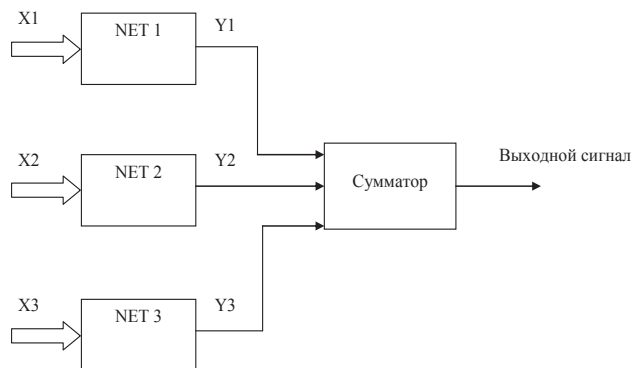 X1
NET 1
Y1
X2
NET 2
Y2
Сумматор
Выходной сигнал
X3
NET 3
Y3